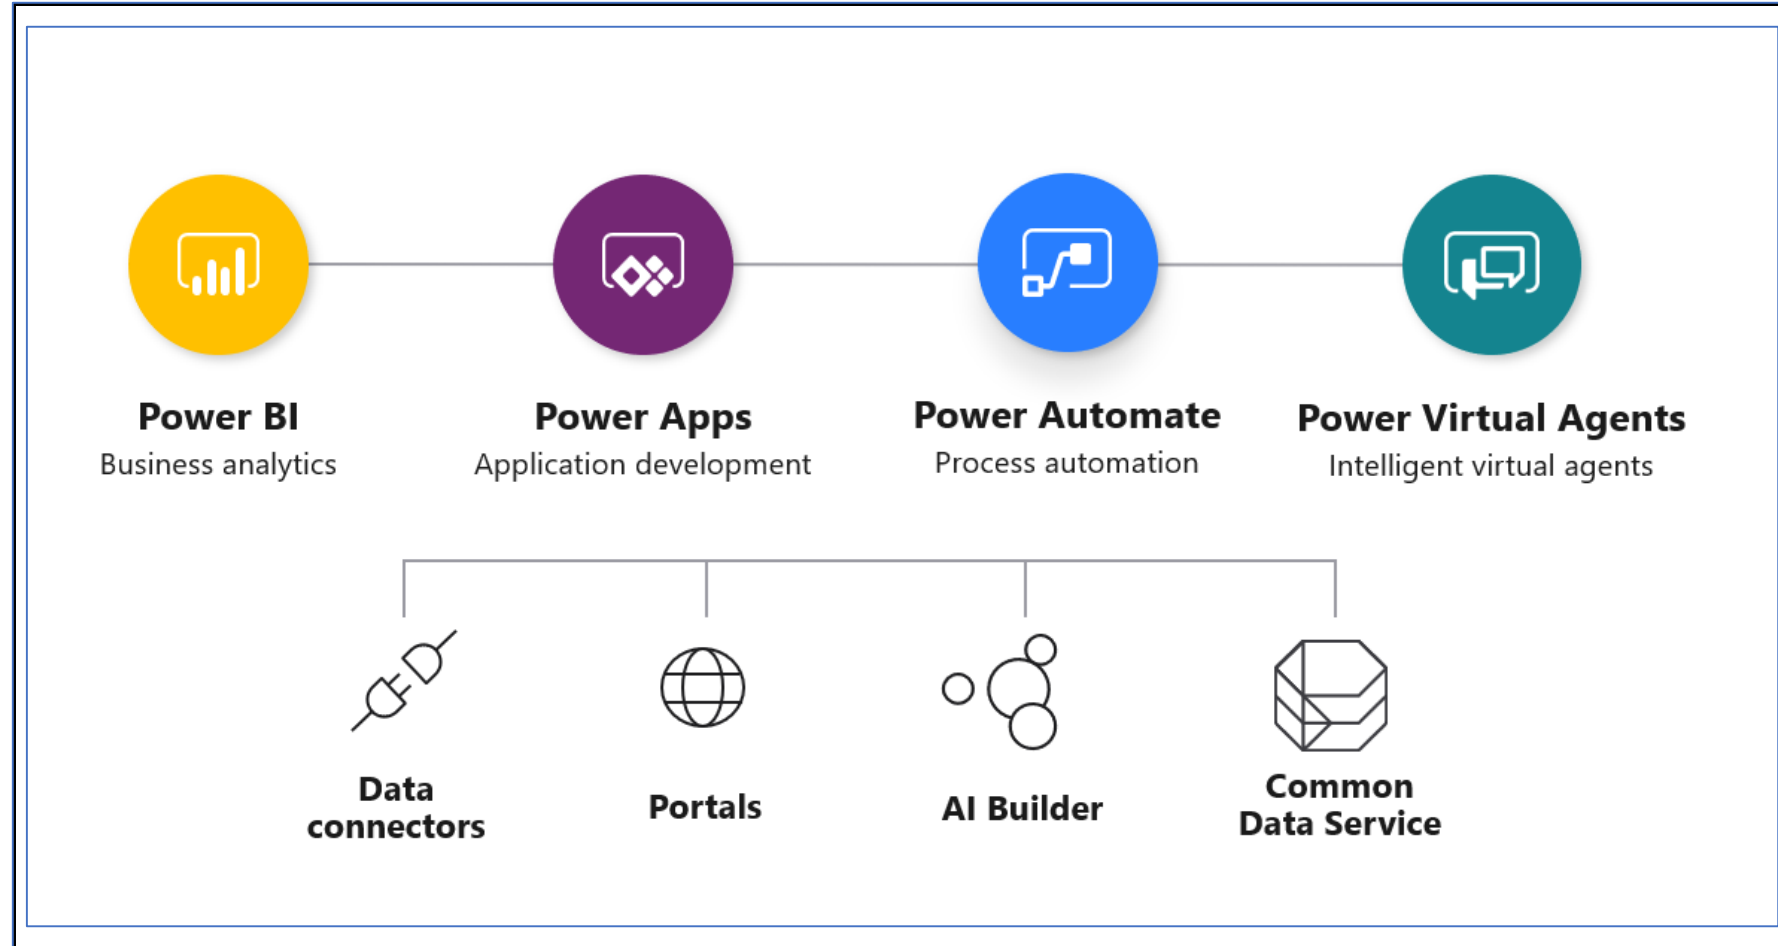 Power BI
Business analytics
Power Apps
Application development
Power Automate
Process automation
Power Virtual Agents
Intelligent virtual agents
Data
connectors
Portals
AI Builder
Common
Data Service